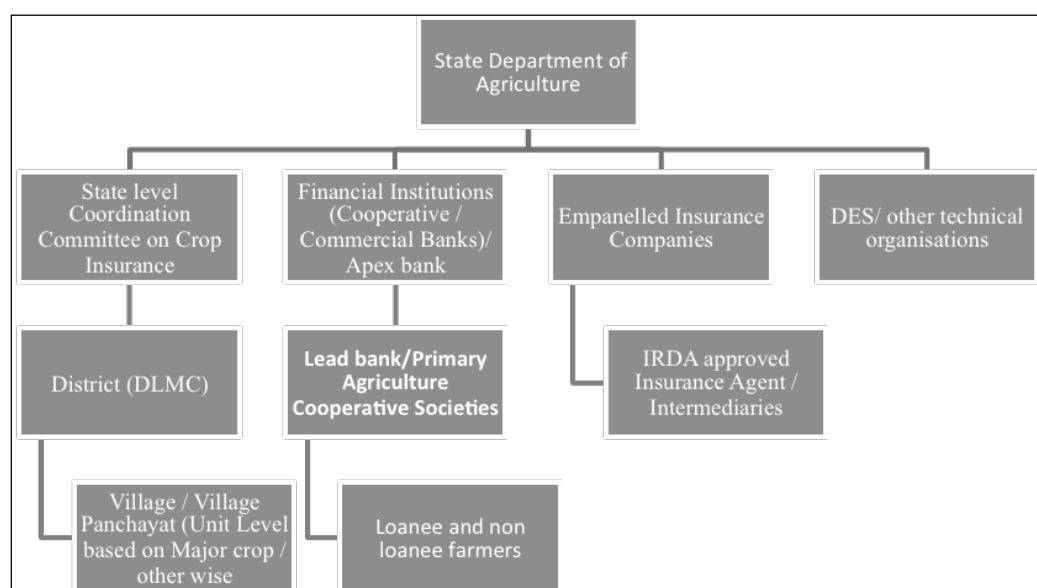 State Department of
Agriculture
State level
Coordination
Committee on Crop
Insurance
Financial Institutions
(Cooperative /
Commercial Banks)/
Apex bank
Empanelled Insurance
Companies
DES/ other technical
organisations
District (DLMC)
Lead bank/Primary
Agriculture
Cooperative Societies
IRDA approved
Insurance Agent /
Intermediaries
Village / Village
Panchayat (Unit Level
based on Major crop /
other wise
Loanee and non
loanee farmers